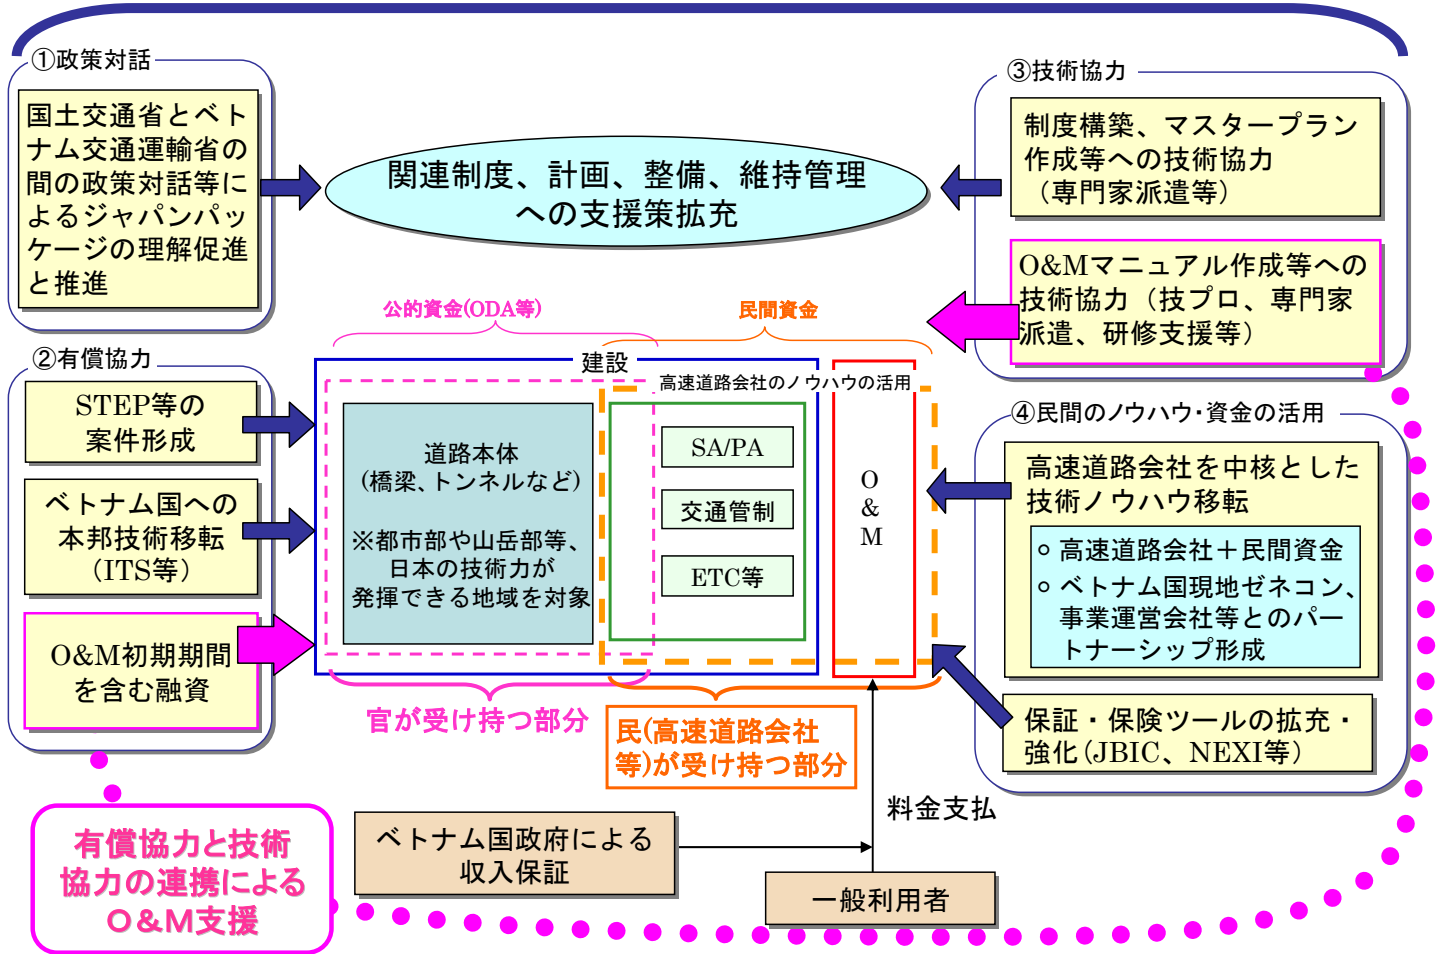 ①政策対話
国土交通省とベト
ナム交通運輸省の
間の政策対話等に
よるジャパンパッ
ケージの理解促進
と推進
関連制度、計画、整備、維持管理
への支援策拡充
③技術協力
制度構築、マスタープラン
作成等への技術協力
（専門家派遣等）
O&Mマニュアル作成等への
技術協力（技プロ、専門家
派遣、研修支援等）
②有償協力
STEP等の
案件形成
ベトナム国への
本邦技術移転
（ITS等）
O&M初期期間
を含む融資
公的資金(ODA等)
民間資金
建設
高速道路会社のノウハウの活用
道路本体
(橋梁、トンネルなど)
※都市部や山岳部等、
日本の技術力が
発揮できる地域を対象
SA/PA
交通管制
ETC等
O
&
M
④民間のノウハウ・資金の活用
高速道路会社を中核とした
技術ノウハウ移転
高速道路会社＋民間資金
ベトナム国現地ゼネコン、
事業運営会社等とのパー
トナーシップ形成
保証・保険ツールの拡充・
強化(JBIC、NEXI等）
官が受け持つ部分
民(高速道路会社
等)が受け持つ部分
料金支払
ベトナム国政府による
収入保証
一般利用者
有償協力と技術
協力の連携による
O&M支援